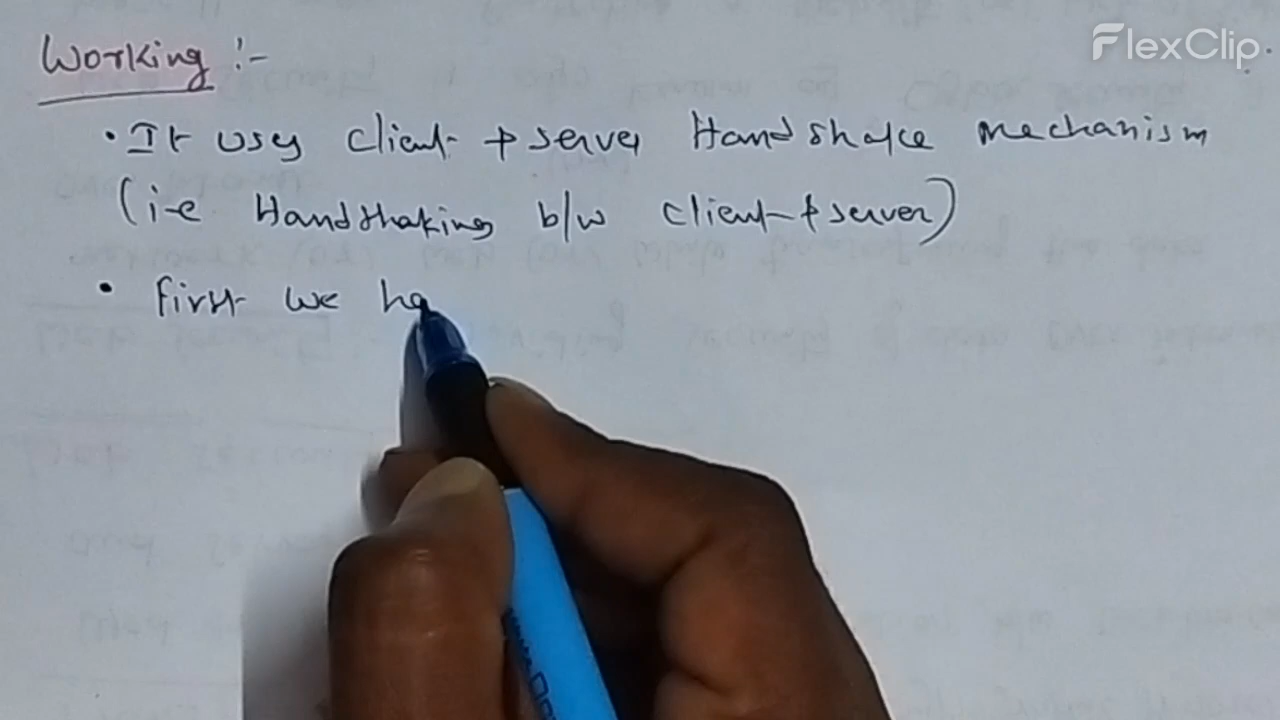 FlexClip
Working :-
• It uses client & server Handshake Mechanism
(i-e Handshaking b/w client & server)
• first we ha